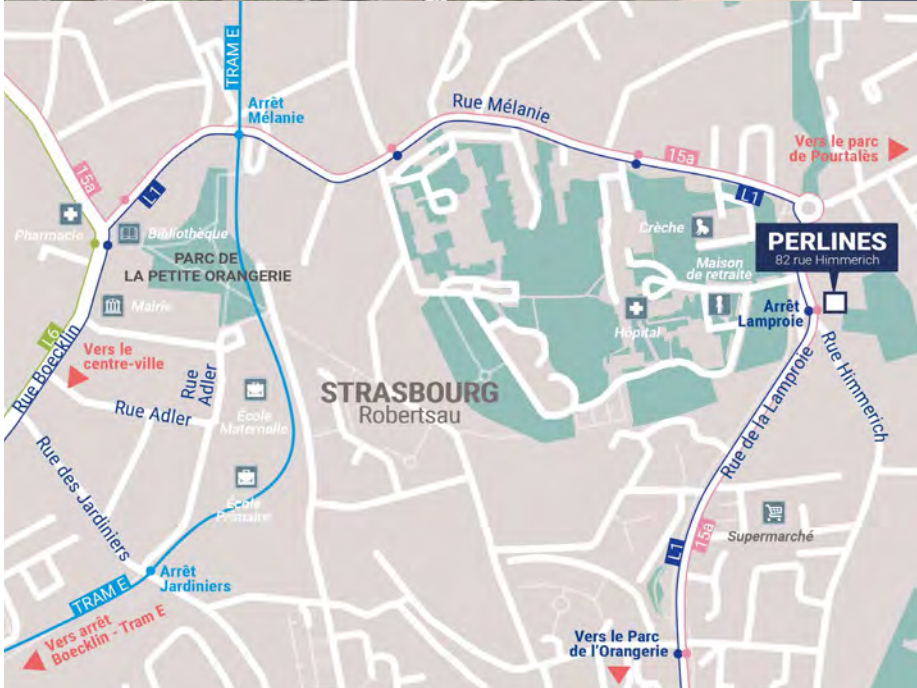 TRAM E
Arrêt
Mélanie
Rue Mélanie
15a
Vers le parc
de Pourtalès
15a
L1
L1
Pharmacie
Bibliothèque
PARC DE
LA PETITE ORANGERIE
Crèche
Maison
de retraite
PERLINES
82 rue Himmerich
Mairie
Hôpital
Arrêt
Lamproie
L6
Rue Boecklin
Vers le
centre-ville
Rue
Adler
Rue Adler
École
Maternelle
STRASBOURG
Robertsau
Rue de la Lamproie
Rue Himmerich
Rue des Jardiniers
École
Primaire
Supermarché
L1
15a
Arrêt
Jardiniers
TRAM E
Vers arrêt
Boecklin - Tram E
Vers le Parc
de l'Orangerie